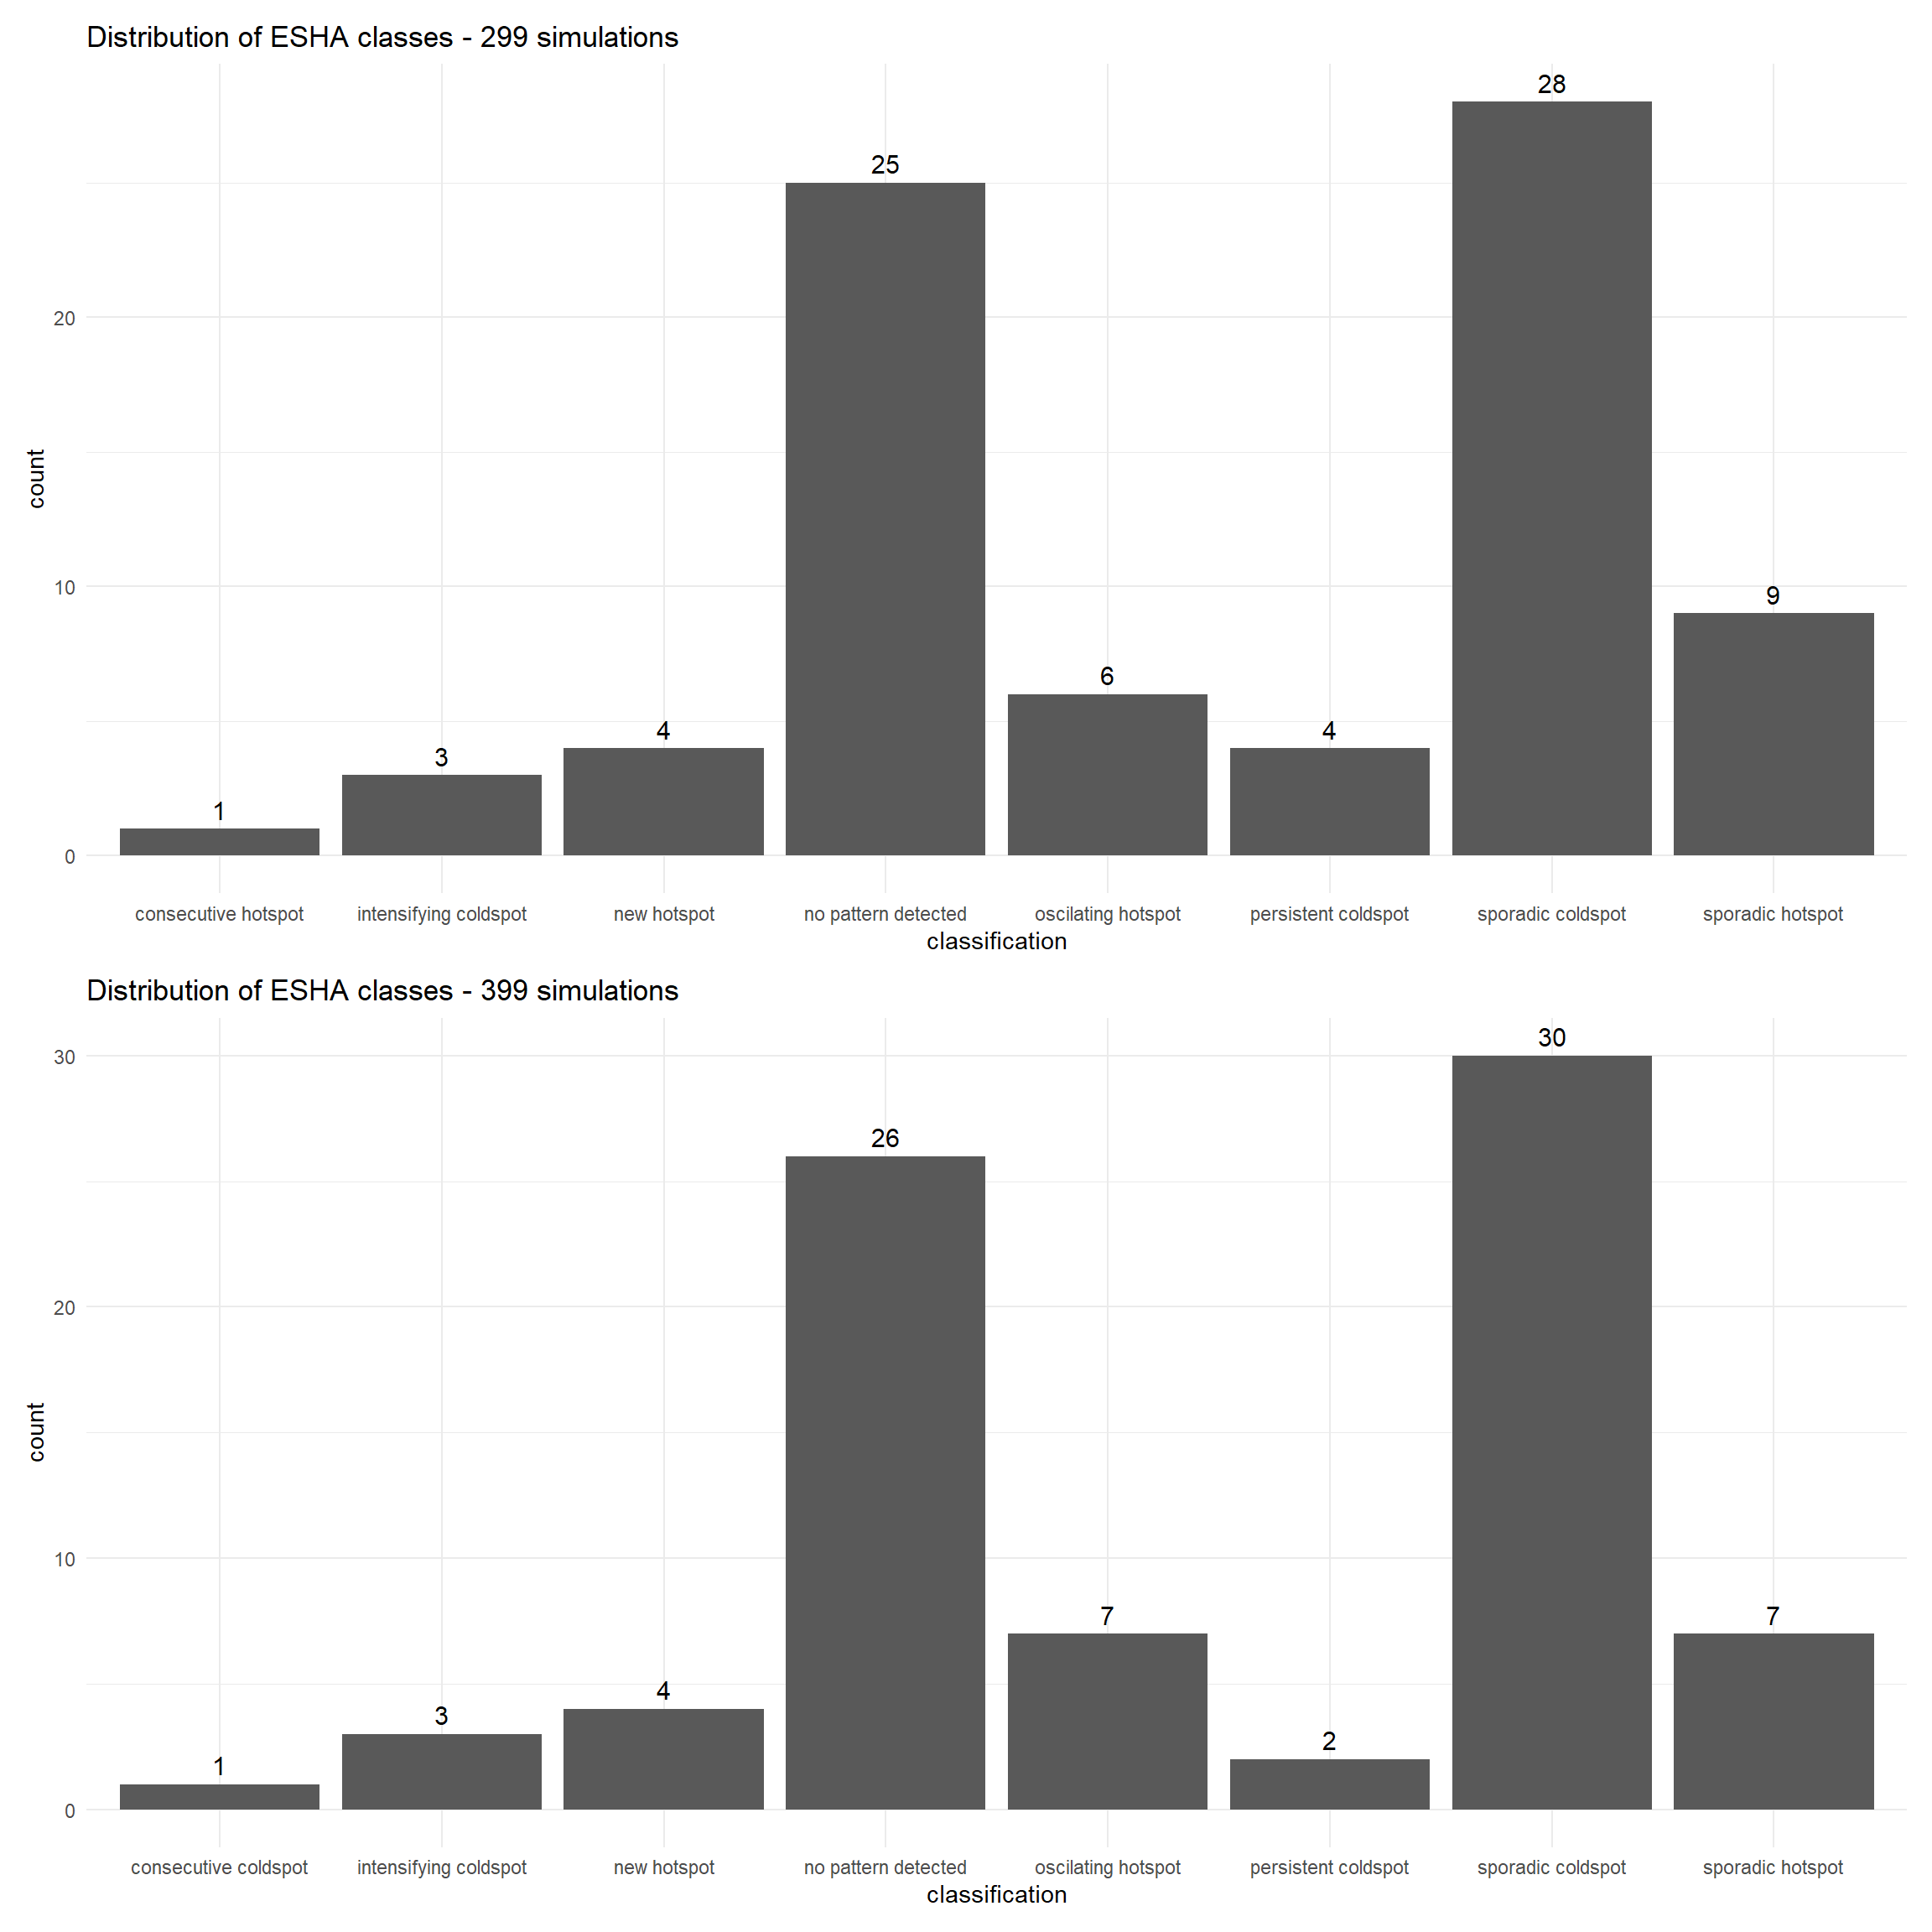 Distribution of ESHA classes - 299 simulations
28
25
20
count
10
9
6
4
4
3
1
0
consecutive hotspot intensifying coldspot new hotspot no pattern detected oscilating hotspot persistent coldspot sporadic coldspot sporadic hotspot
classification
Distribution of ESHA classes - 399 simulations
30
30
26
20
count
10
7
7
4
3
2
1
0
consecutive coldspot intensifying coldspot new hotspot no pattern detected oscilating hotspot persistent coldspot sporadic coldspot sporadic hotspot
classification